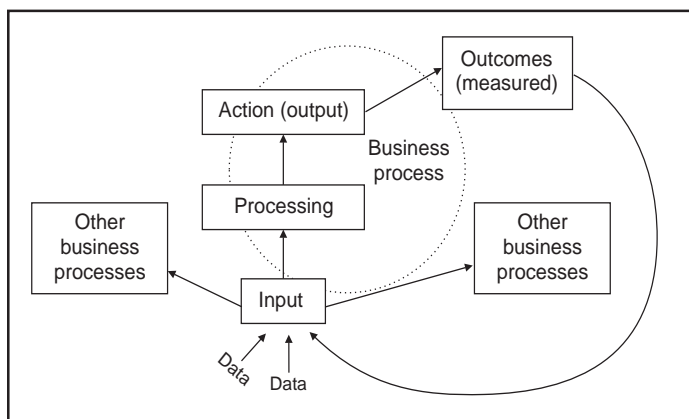 Outcomes
(measured)
Action (output)
Business
process
Processing
Other
business
processes
Other
business
processes
Input
Data
Data